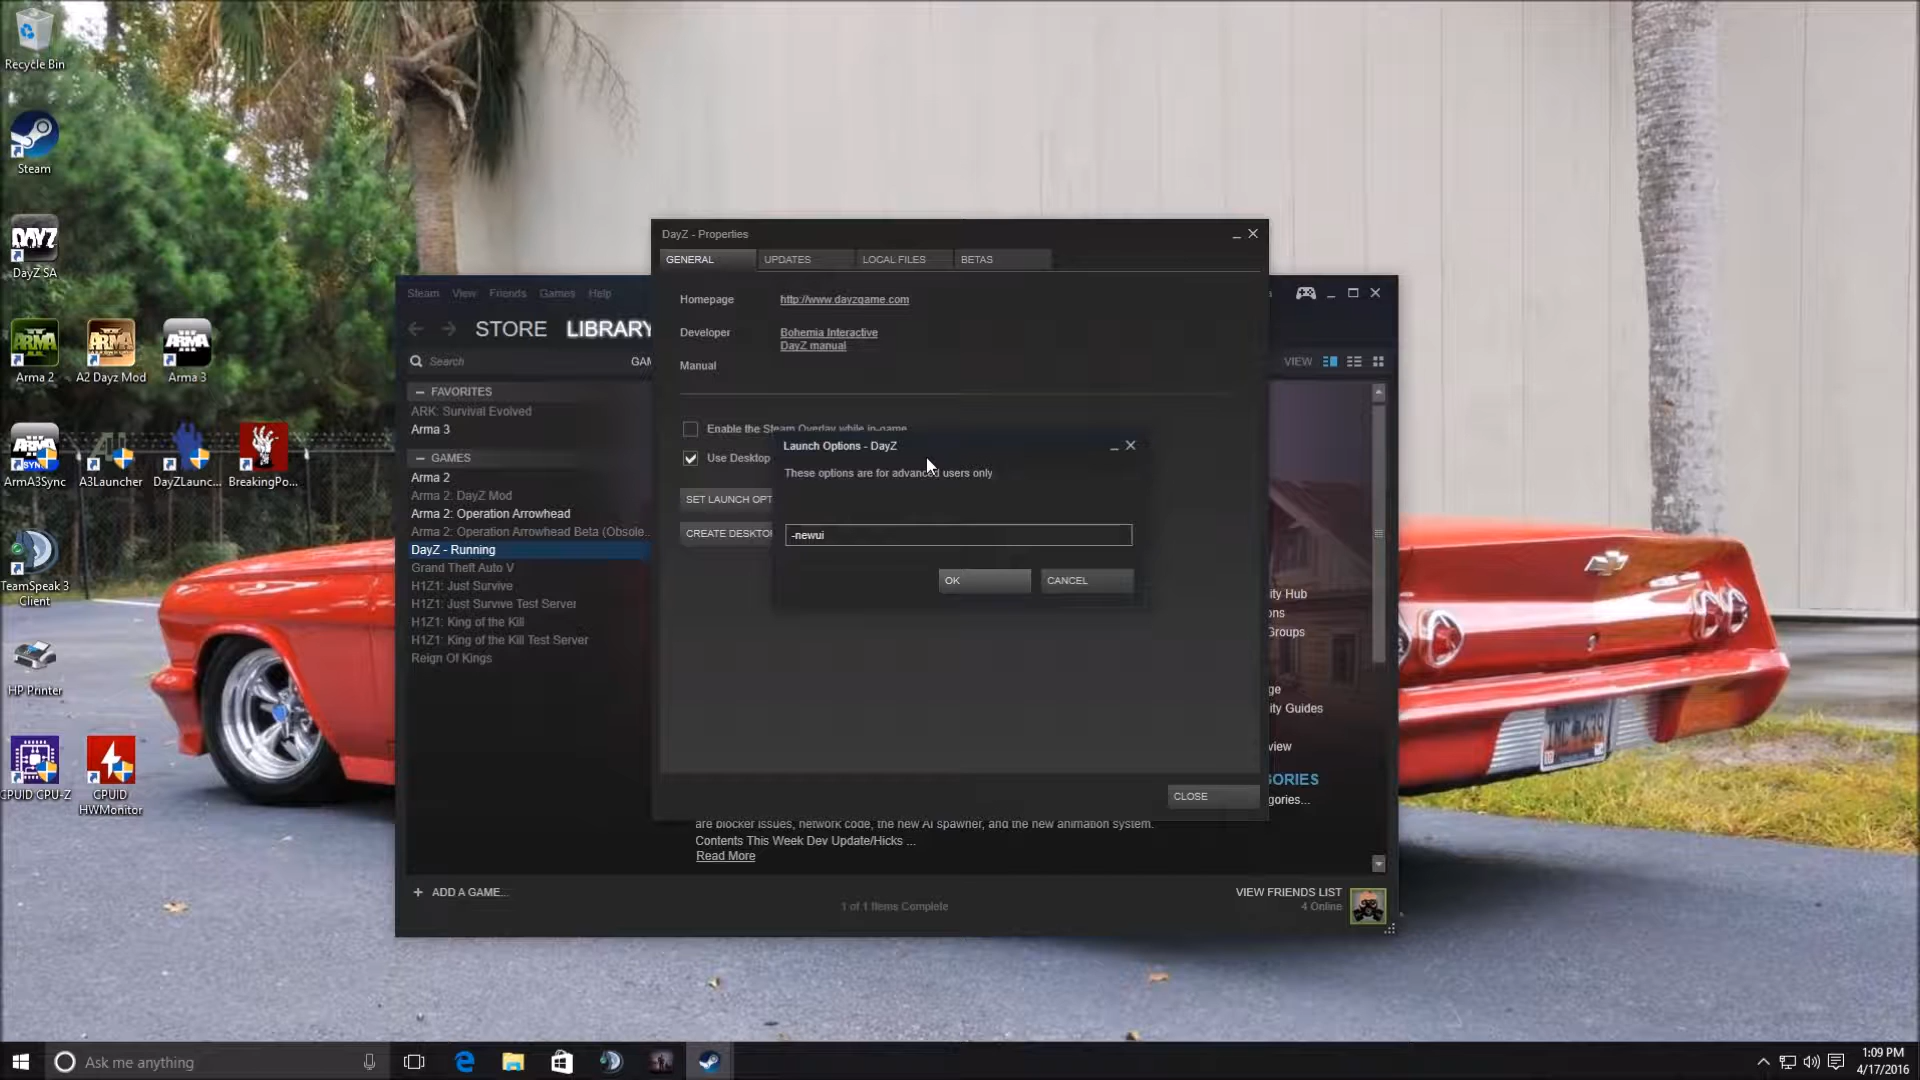 Recycle Bin
Steam
DAYZ
DayZ SA
ARMA
Arma 2
A2 Dayz Mod
ARMA
Arma 3
ArmA3Sync
A3Launcher
DayZLaunc...
BreakingPo...
TeamSpeak 3
Client
HP Printer
CPUID CPU-Z
CPUID
HWMonitor
Steam View Friends Games Help
STORE LIBRARY
Search
VIEW
FAVORITES
ARK: Survival Evolved
Arma 3
GAMES
Arma 2
Arma 2: DayZ Mod
Arma 2: Operation Arrowhead
Arma 2: Operation Arrowhead Beta (Obsole...
DayZ - Running
Grand Theft Auto V
H1Z1: Just Survive
H1Z1: Just Survive Test Server
H1Z1: King of the Kill
H1Z1: King of the Kill Test Server
Reign Of Kings
DayZ - Properties
GENERAL UPDATES LOCAL FILES BETAS
Homepage http://www.dayzgame.com
Developer Bohemia Interactive
DayZ manual
Manual
Enable the Steam Overlay while in-game
Use Desktop
SET LAUNCH OPT
CREATE DESKTO
Launch Options - DayZ
These options are for advanced users only
-newui
OK CANCEL
CLOSE
ity Hub
ons
Groups
ge
ity Guides
view
GORIES
gories...
are blocker issues, network code, the new AI spawner, and the new animation system.
Contents This Week Dev Update/Hicks ...
Read More
ADD A GAME...
1 of 1 Items Complete
VIEW FRIENDS LIST
4 Online
Ask me anything
1:09 PM
4/17/2016